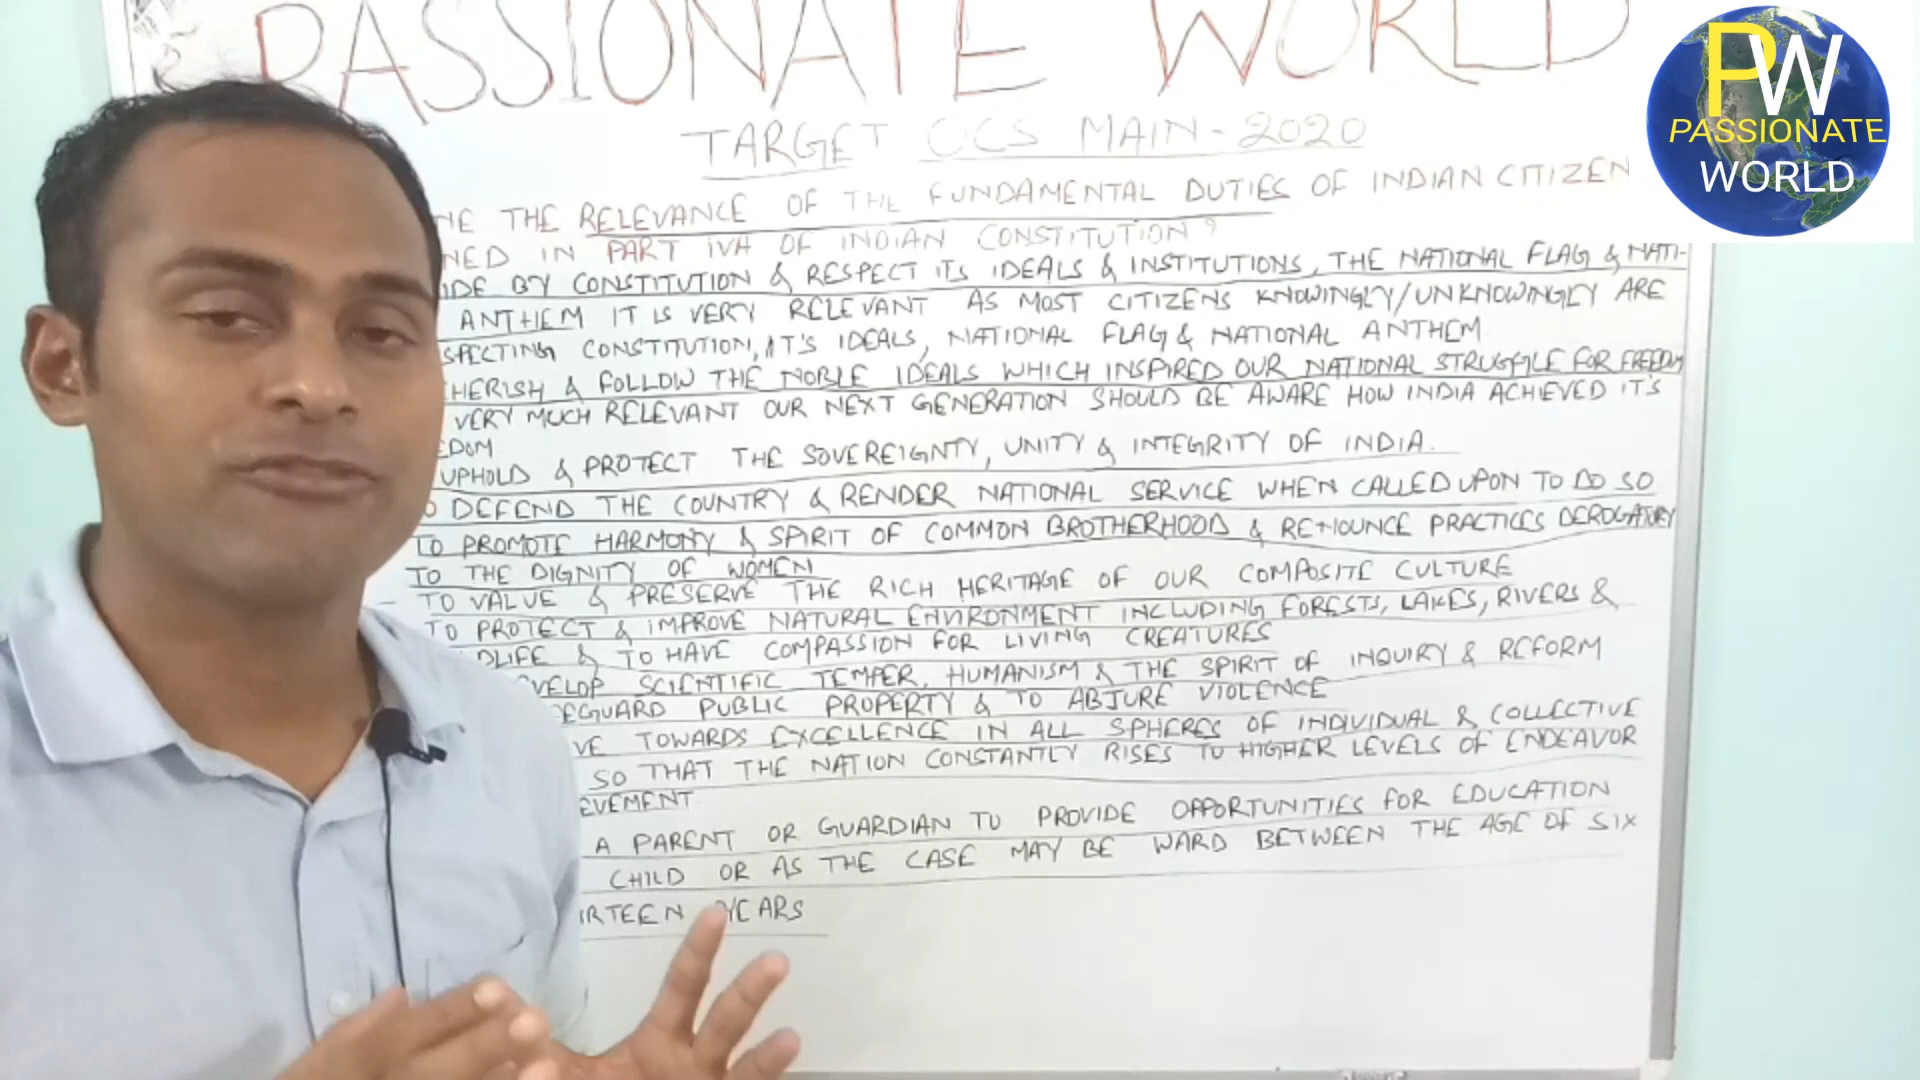 PASSIONATE WORLD
PW
PASSIONATE
WORLD
TARGET OCS MAIN-2020
NE THE RELEVANCE OF THE FUNDAMENTAL DUTIES OF INDIAN CITIZEN
NED IN PART IVA OF INDIAN CONSTITUTION?
IDE BY CONSTITUTION & RESPECT ITS IDEALS & INSTITUTIONS, THE NATIONAL FLAG & NATI-
ANTHEM IT IS VERY RELEVANT AS MOST CITIZENS KNOWINGLY/UNKNOWINGLY ARE
SPECTING CONSTITUTION, IT'S IDEALS, NATIONAL FLAG & NATIONAL ANTHEM
HERISH & FOLLOW THE NOBLE IDEALS WHICH INSPIRED OUR NATIONAL STRUGGLE FOR FREEDOM
VERY MUCH RELEVANT OUR NEXT GENERATION SHOULD BE AWARE HOW INDIA ACHIEVED IT'S
EDOM
UPHOLD & PROTECT THE SOVEREIGNTY, UNITY & INTEGRITY OF INDIA.
O DEFEND THE COUNTRY & RENDER NATIONAL SERVICE WHEN CALLED UPON TO DO SO
TO PROMOTE HARMONY & SPIRIT OF COMMON BROTHERHOOD & RENOUNCE PRACTICES DEROGATORY
TO THE DIGNITY OF WOMEN
TO VALUE & PRESERVE THE RICH HERITAGE OF OUR COMPOSITE CULTURE
TO PROTECT & IMPROVE NATURAL ENVIRONMENT INCLUDING FORESTS, LAKES, RIVERS &
DLIFE & TO HAVE COMPASSION FOR LIVING CREATURES
EVELOP SCIENTIFIC TEMPER, HUMANISM & THE SPIRIT OF INQUIRY & REFORM
EGUARD PUBLIC PROPERTY & TO ABJURE VIOLENCE
VE TOWARDS EXCELLENCE IN ALL SPHERES OF INDIVIDUAL & COLLECTIVE
SO THAT THE NATION CONSTANTLY RISES TO HIGHER LEVELS OF ENDEAVOR
EVEMENT
A PARENT OR GUARDIAN TO PROVIDE OPPORTUNITIES FOR EDUCATION
CHILD OR AS THE CASE MAY BE WARD BETWEEN THE AGE OF SIX
URTEEN YEARS